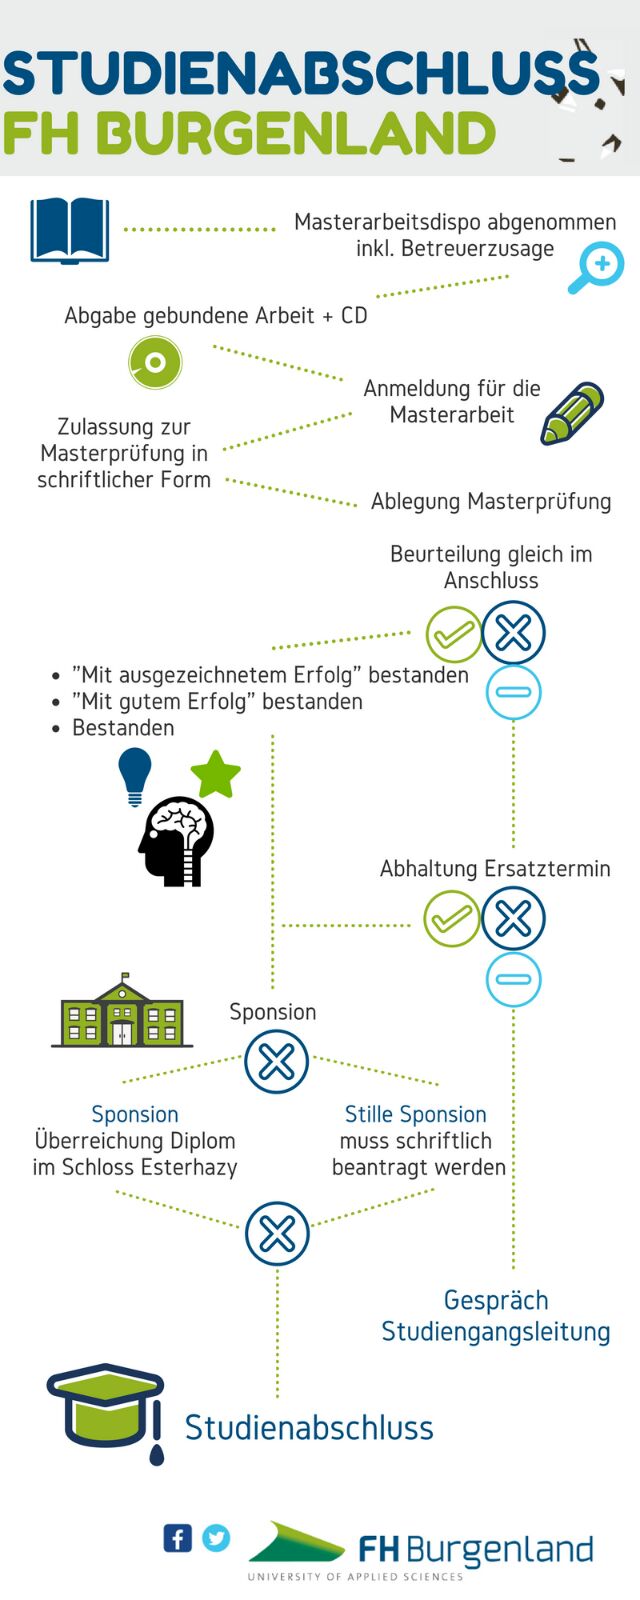 STUDIENABSCHLUSS
FH BURGENLAND
Masterarbeitsdispo abgenommen
inkl. Betreuerzusage
Abgabe gebundene Arbeit + CD
Anmeldung für die
Masterarbeit
Zulassung zur
Masterprüfung in
schriftlicher Form
Ablegung Masterprüfung
Beurteilung gleich im
Anschluss
• "Mit ausgezeichnetem Erfolg" bestanden
• "Mit gutem Erfolg" bestanden
• Bestanden
Abhaltung Ersatztermin
Sponsion
Sponsion
Überreichung Diplom
im Schloss Esterhazy
Stille Sponsion
muss schriftlich
beantragt werden
Gespräch
Studiengangsleitung
Studienabschluss
FH Burgenland
UNIVERSITY OF APPLIED SCIENCES